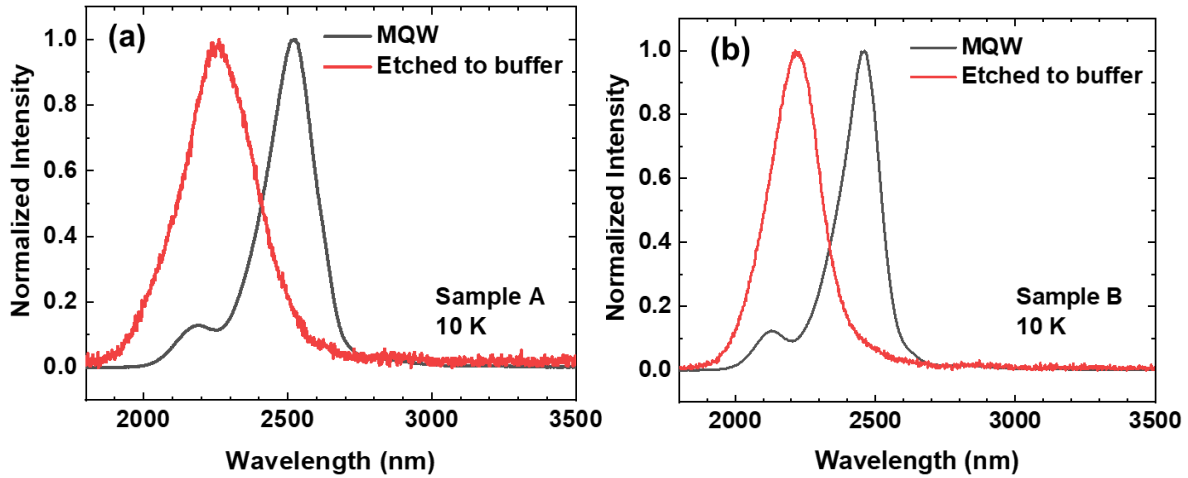 (a)
MQW
Etched to buffer
Normalized Intensity
1.0
0.8
0.6
0.4
0.2
0.0
Sample A
10 K
2000 2500 3000 3500
Wavelength (nm)
(b)
MQW
Etched to buffer
Normalized Intensity
1.0
0.8
0.6
0.4
0.2
0.0
Sample B
10 K
2000 2500 3000 3500
Wavelength (nm)